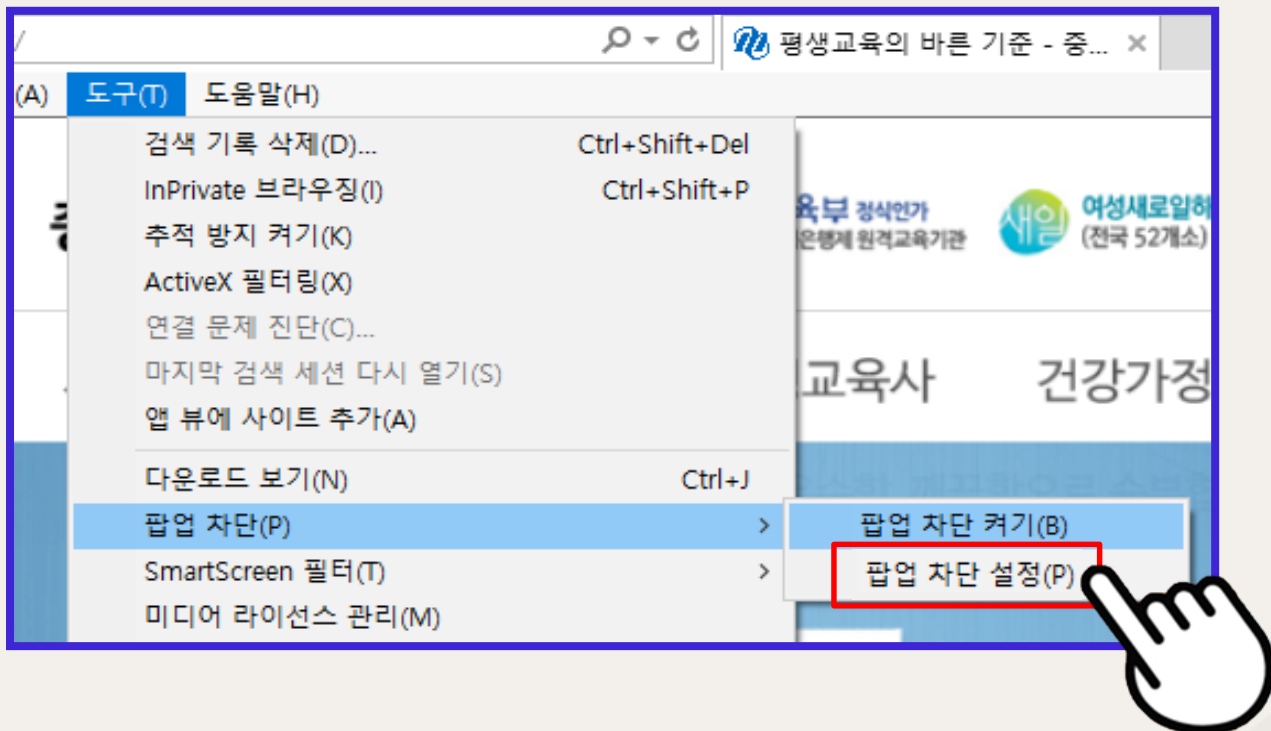 /
평생교육의 바른 기준 - 중...
(A) 도구(T) 도움말(H)
검색 기록 삭제(D)... Ctrl+Shift+Del
InPrivate 브라우징(I) Ctrl+Shift+P
추적 방지 켜기(K)
ActiveX 필터링(X)
연결 문제 진단(C)...
마지막 검색 세션 다시 열기(S)
앱 뷰에 사이트 추가(A)
다운로드 보기(N) Ctrl+J
팝업 차단(P) >
SmartScreen 필터(T) >
미디어 라이선스 관리(M)
팝업 차단 켜기(B)
팝업 차단 설정(P)
육부 정식인가
은행제 원격교육기관
새일
여성새로일하
(전국 52개소)
교육사 건강가정